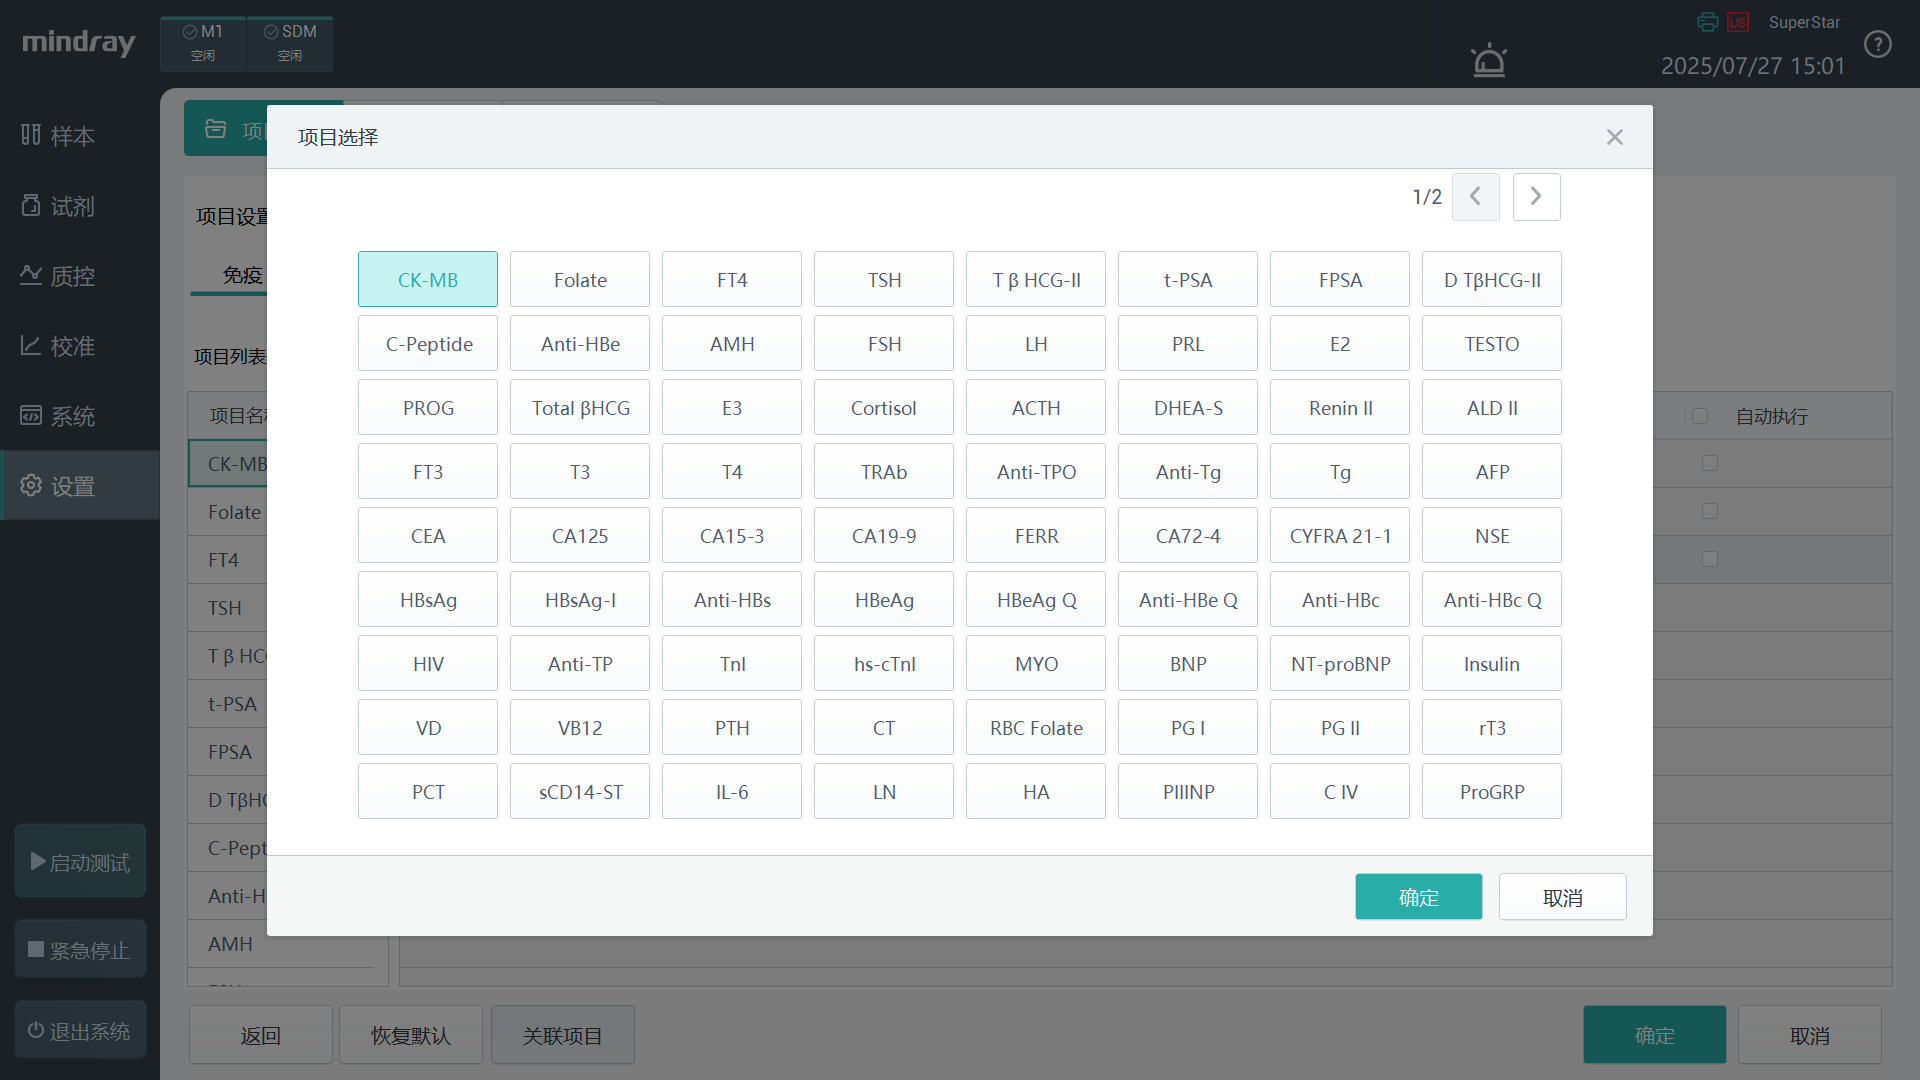 mindray
M1
空闲
SDM
空闲
LIS
SuperStar
2025/07/27 15:01
样本
试剂
质控
校准
系统
设置
启动测试
紧急停止
退出系统
项目设置
免疫
项目列表
项目名
CK-MB
Folate
FT4
TSH
T β HC
t-PSA
FPSA
D TβHC
C-Pept
Anti-H
AMH
自动执行
项目选择
1/2
CK-MB Folate FT4 TSH T β HCG-II t-PSA FPSA D TβHCG-II
C-Peptide Anti-HBe AMH FSH LH PRL E2 TESTO
PROG Total βHCG E3 Cortisol ACTH DHEA-S Renin II ALD II
FT3 T3 T4 TRAb Anti-TPO Anti-Tg Tg AFP
CEA CA125 CA15-3 CA19-9 FERR CA72-4 CYFRA 21-1 NSE
HBsAg HBsAg-I Anti-HBs HBeAg HBeAg Q Anti-HBe Q Anti-HBc Anti-HBc Q
HIV Anti-TP TnI hs-cTnI MYO BNP NT-proBNP Insulin
VD VB12 PTH CT RBC Folate PG I PG II rT3
PCT sCD14-ST IL-6 LN HA PIIINP C IV ProGRP
确定 取消
返回 恢复默认 关联项目 确定 取消